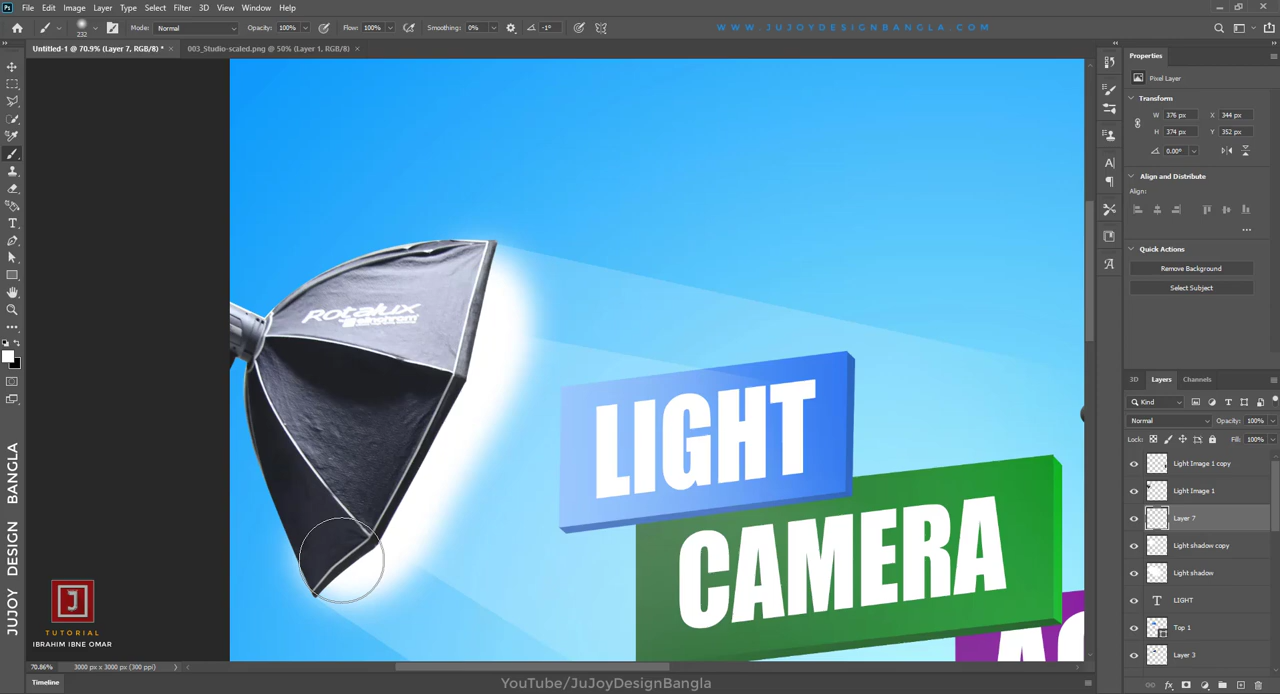 Ps File Edit Image Layer Type Select Filter 3D View Window Help
232 Mode: Normal Opacity: 100% Flow: 100% Smoothing: 0% -1°
WWW.JUJOYDESIGNBANGLA.COM
Untitled-1 @ 70.9% (Layer 7, RGB/8) * × 003_Studio-scaled.png @ 50% (Layer 1, RGB/8) ×
Rotalux
LIGHT
CAMERA
AC
JUJOY DESIGN BANGLA
TUTORIAL
IBRAHIM IBNE OMAR
70.86% 3000 px x 3000 px (300 ppi)
Timeline
YouTube/JuJoyDesignBangla
Properties
Pixel Layer
Transform
W 376 px X 344 px
H 374 px Y 352 px
0.00°
Align and Distribute
Align:
Quick Actions
Remove Background
Select Subject
3D Layers Channels
Kind
Normal Opacity: 100%
Lock: Fill: 100%
Light Image 1 copy
Light Image 1
Layer 7
Light shadow copy
Light shadow
T LIGHT
Top 1
Layer 3